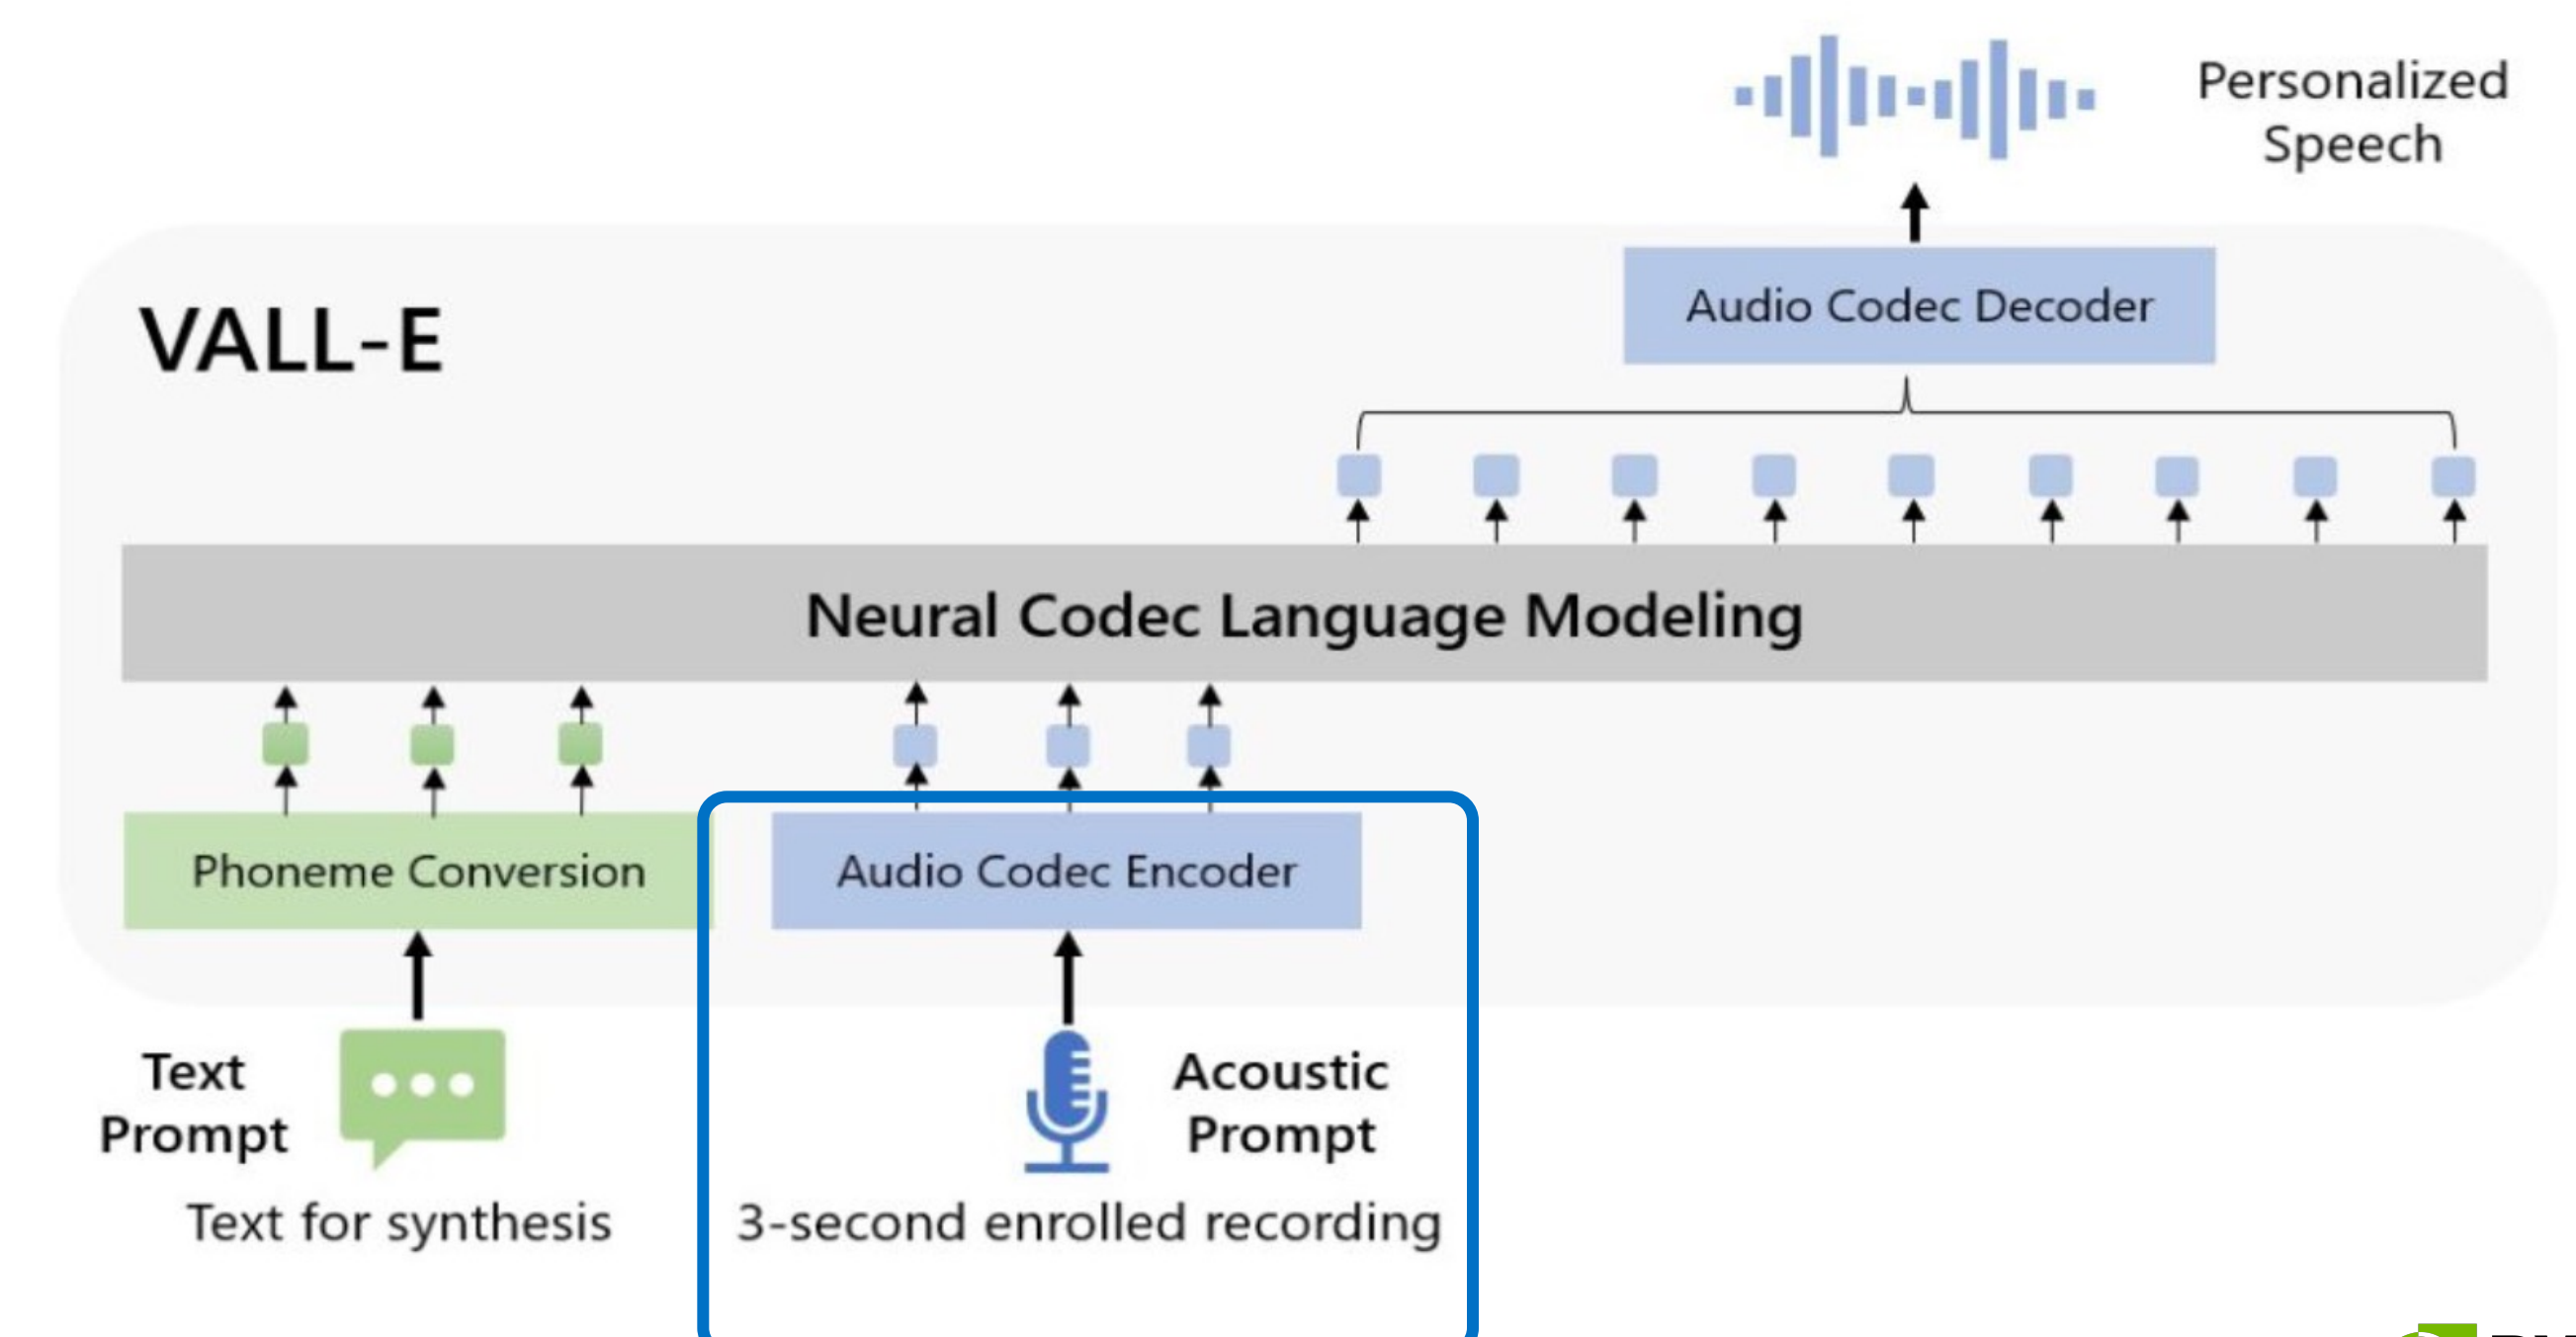 Personalized
Speech
Audio Codec Decoder
VALL-E
Neural Codec Language Modeling
Phoneme Conversion
Audio Codec Encoder
Text
Prompt
Acoustic
Prompt
Text for synthesis
3-second enrolled recording